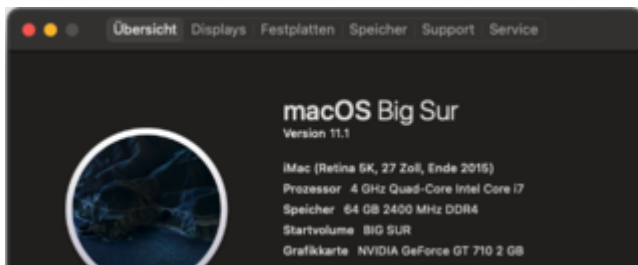 Übersicht Displays Festplatten Speicher Support Service
macOS Big Sur
Version 11.1
iMac (Retina 5K, 27 Zoll, Ende 2015)
Prozessor 4 GHz Quad-Core Intel Core i7
Speicher 64 GB 2400 MHz DDR4
Startvolume BIG SUR
Grafikkarte NVIDIA GeForce GT 710 2 GB